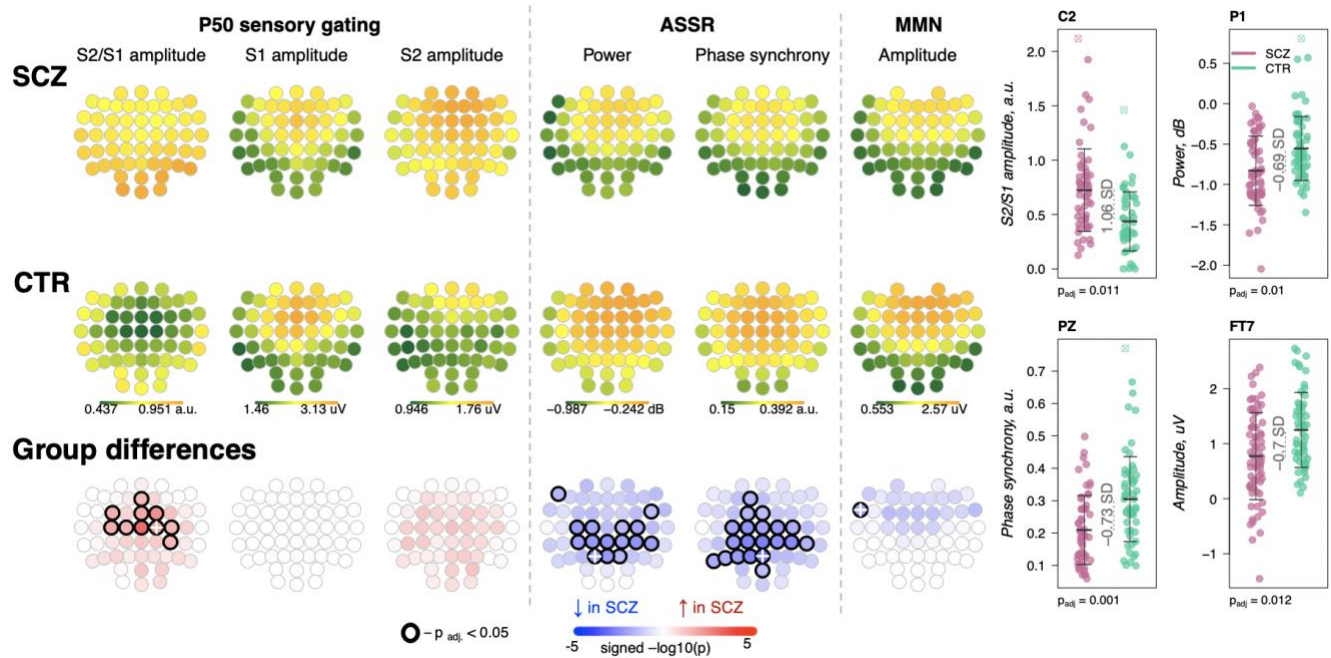 P50 sensory gating
ASSR
MMN
S2/S1 amplitude
S1 amplitude
S2 amplitude
Power
Phase synchrony
Amplitude
SCZ
CTR
0.437
0.951 a.u.
1.46
3.13 uV
0.946
1.76 uV
−0.987
−0.242 dB
0.15
0.392 a.u.
0.553
2.57 uV
Group differences
↓ in SCZ
↑ in SCZ
– p adj. < 0.05
-5
5
signed −log10(p)
C2
S2/S1 amplitude, a.u.
2.0
1.5
1.0
0.5
0.0
1.06 SD
padj = 0.011
P1
SCZ
CTR
Power, dB
0.5
0.0
−0.5
−1.0
−1.5
−2.0
−0.69 SD
padj = 0.01
PZ
Phase synchrony, a.u.
0.7
0.6
0.5
0.4
0.3
0.2
0.1
−0.73 SD
padj = 0.001
FT7
Amplitude, uV
2
1
0
−1
−0.7 SD
padj = 0.012